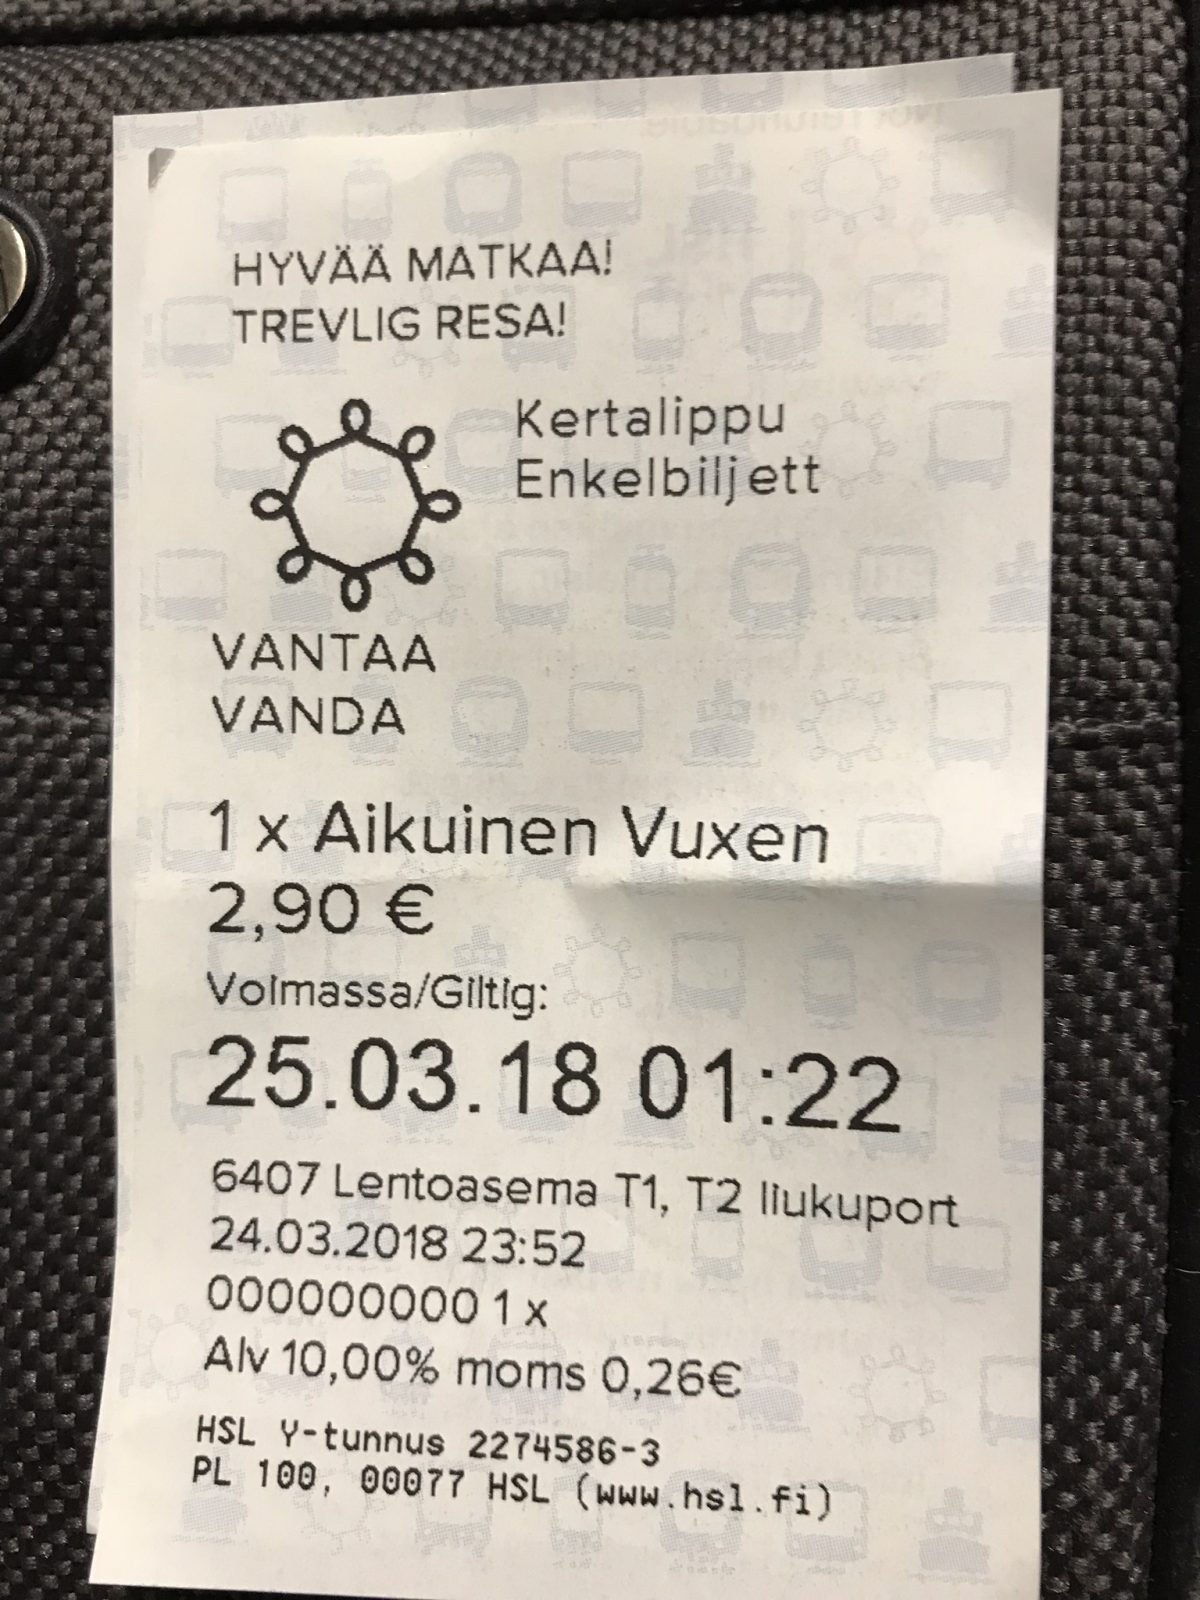 HYVÄÄ MATKAA!
TREVLIG RESA!
Kertalippu
Enkelbiljett
VANTAA
VANDA
1 x Aikuinen Vuxen
2,90 €
Voimassa/Giltig:
25.03.18 01:22
6407 Lentoasema T1, T2 liukuport
24.03.2018 23:52
000000000 1 x
Alv 10,00% moms 0,26€
HSL Y-tunnus 2274586-3
PL 100, 00077 HSL (www.hsl.fi)